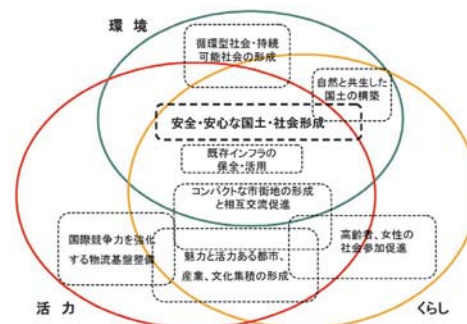 環 境
循環型社会・持続
可能社会の形成
自然と共生した
国土の構築
安全・安心な国土・社会形成
既存インフラの
保全・活用
コンパクトな市街地の形成
と相互交流促進
国際競争力を強化
する物流基盤整備
魅力と活力ある都市、
産業、文化集積の形成
高齢者、女性の
社会参加促進
活 力
くらし